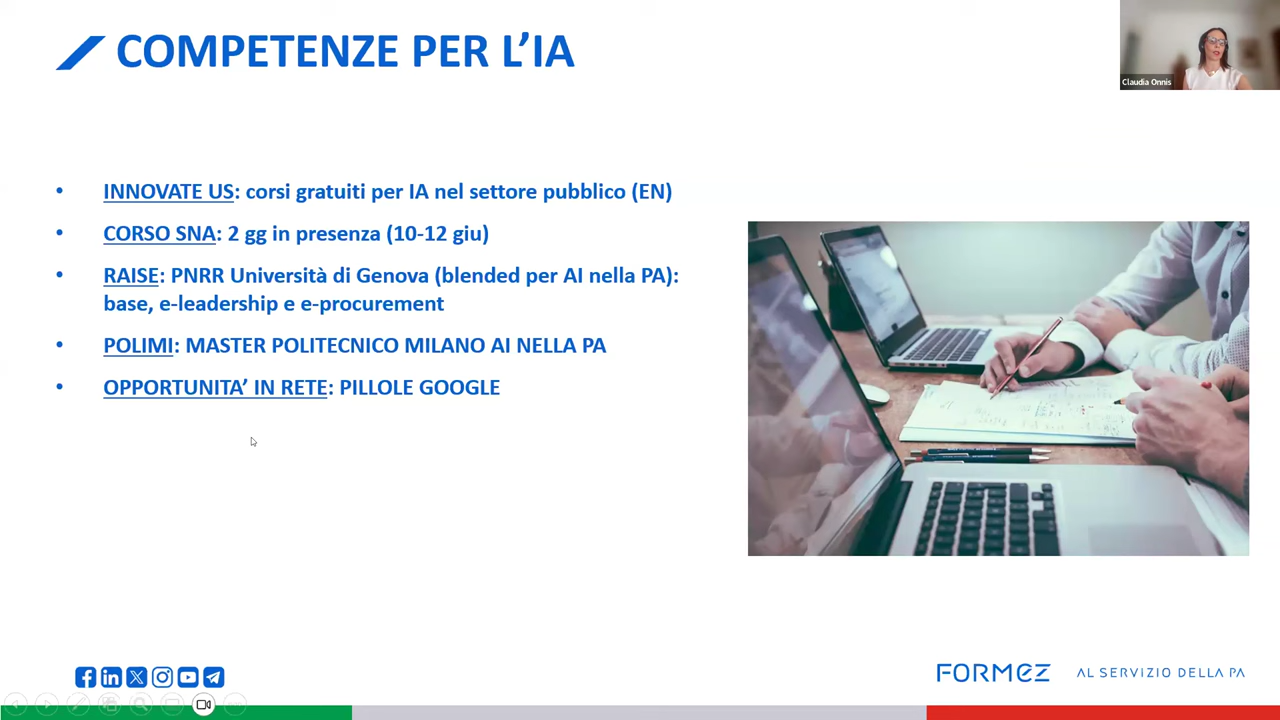 COMPETENZE PER L’IA
Claudia Onnis
• INNOVATE US: corsi gratuiti per IA nel settore pubblico (EN)
• CORSO SNA: 2 gg in presenza (10-12 giu)
• RAISE: PNRR Università di Genova (blended per AI nella PA):
base, e-leadership e e-procurement
• POLIMI: MASTER POLITECNICO MILANO AI NELLA PA
• OPPORTUNITA’ IN RETE: PILLOLE GOOGLE
FORMEZ AL SERVIZIO DELLA PA